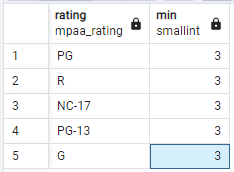 rating min
mpaa_rating smallint
1 PG 3
2 R 3
3 NC-17 3
4 PG-13 3
5 G 3